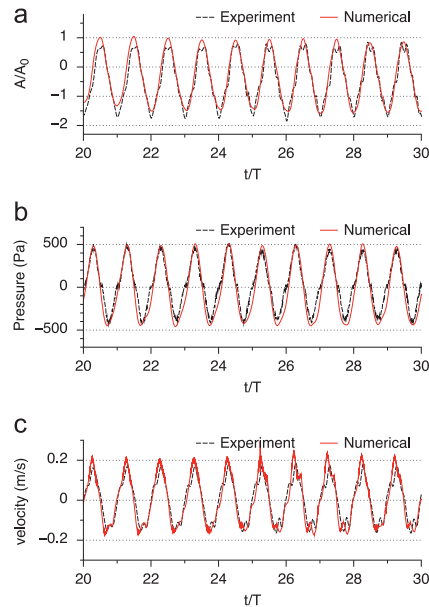 a
Experiment Numerical
A/A0
1
0
−1
−2
20 22 24 26 28 30
t/T
b
Experiment Numerical
Pressure (Pa)
500
0
−500
20 22 24 26 28 30
t/T
c
Experiment Numerical
velocity (m/s)
0.2
0
−0.2
20 22 24 26 28 30
t/T